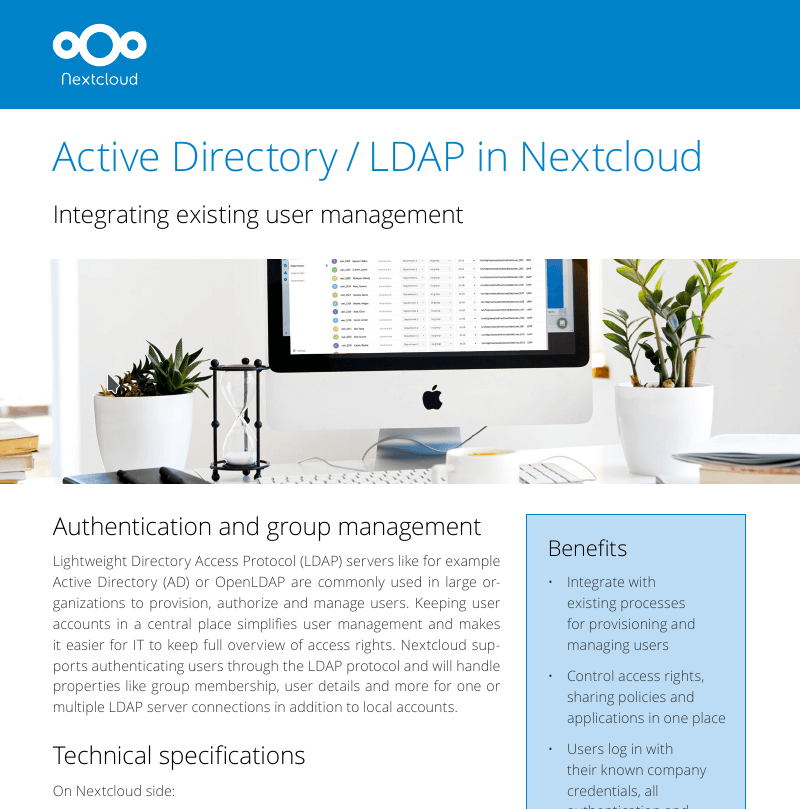 Nextcloud
Active Directory / LDAP in Nextcloud
Integrating existing user management
Authentication and group management
Lightweight Directory Access Protocol (LDAP) servers like for example
Active Directory (AD) or OpenLDAP are commonly used in large or-
ganizations to provision, authorize and manage users. Keeping user
accounts in a central place simplifies user management and makes
it easier for IT to keep full overview of access rights. Nextcloud sup-
ports authenticating users through the LDAP protocol and will handle
properties like group membership, user details and more for one or
multiple LDAP server connections in addition to local accounts.
Technical specifications
On Nextcloud side:
Benefits
• Integrate with
existing processes
for provisioning and
managing users
• Control access rights,
sharing policies and
applications in one place
• Users log in with
their known company
credentials, all